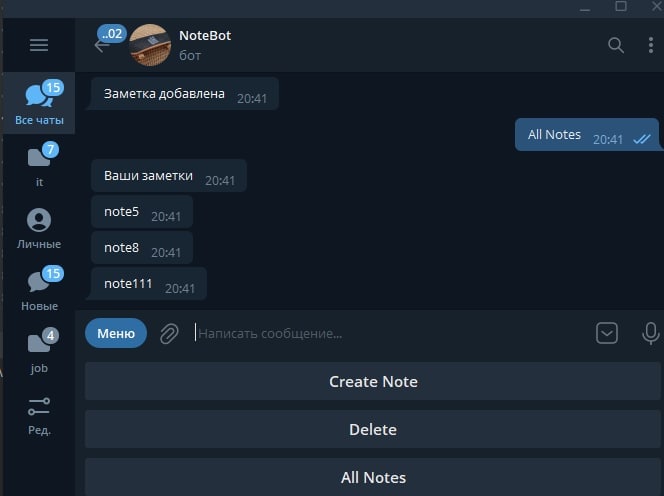 ..02
NoteBot
бот
15
Все чаты
7
it
Личные
15
Новые
4
job
Ред.
Заметка добавлена 20:41
All Notes 20:41
Ваши заметки 20:41
note5 20:41
note8 20:41
note111 20:41
Меню
Написать сообщение...
Create Note
Delete
All Notes